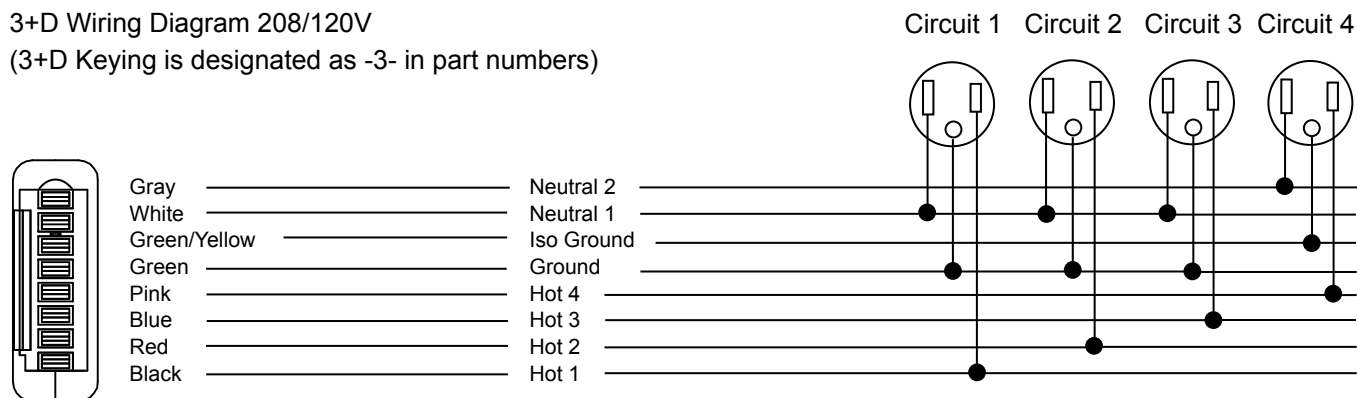 3+D Wiring Diagram 208/120V
(3+D Keying is designated as -3- in part numbers)
Circuit 1 Circuit 2 Circuit 3 Circuit 4
Gray Neutral 2
White Neutral 1
Green/Yellow Iso Ground
Green Ground
Pink Hot 4
Blue Hot 3
Red Hot 2
Black Hot 1